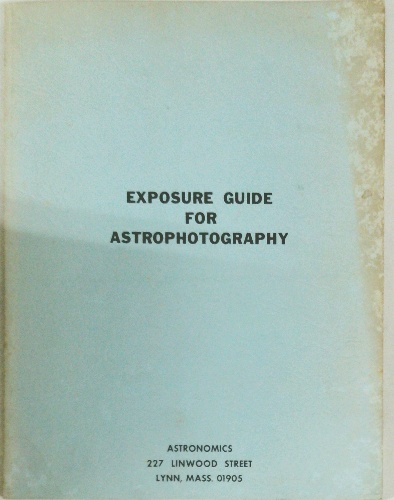 EXPOSURE GUIDE
FOR
ASTROPHOTOGRAPHY
ASTRONOMICS
227 LINWOOD STREET
LYNN, MASS. 01905